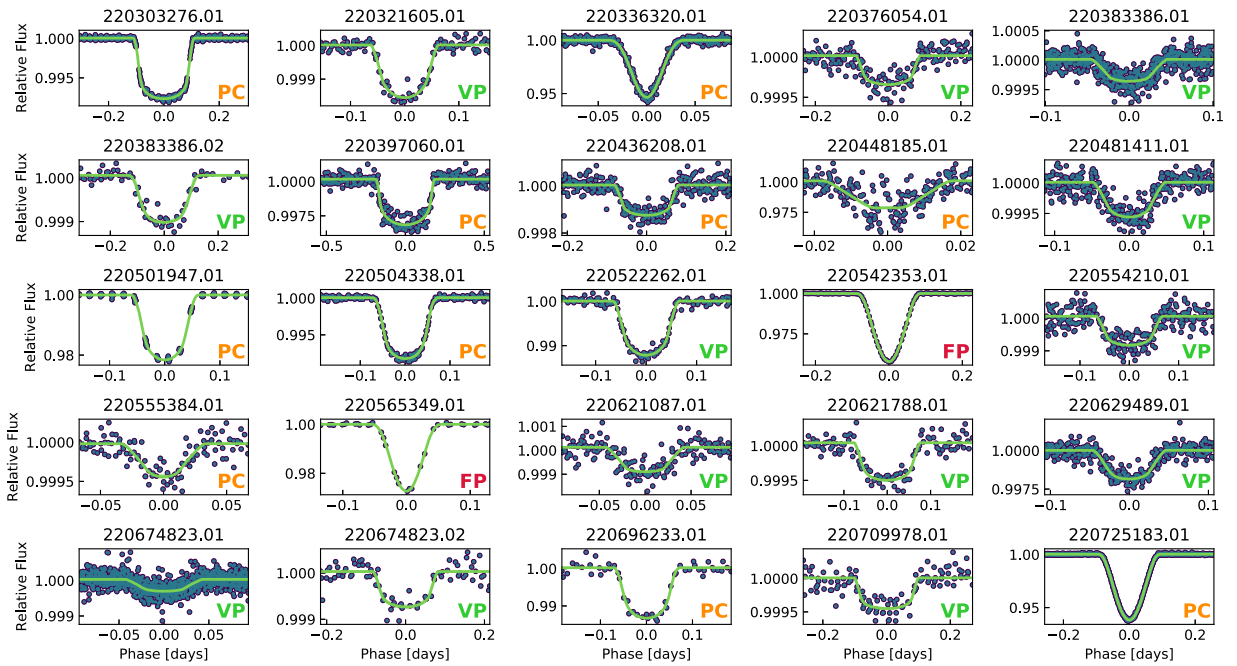 220303276.01 220321605.01 220336320.01 220376054.01 220383386.01
Relative Flux
1.000 0.995 PC −0.2 0.0 0.2
1.000 0.999 VP −0.1 0.0 0.1
1.00 0.95 PC −0.05 0.00 0.05
1.0000 0.9995 VP −0.2 0.0 0.2
1.0005 1.0000 0.9995 VP −0.1 0.0 0.1
220383386.02 220397060.01 220436208.01 220448185.01 220481411.01
Relative Flux
1.000 0.999 VP −0.2 0.0 0.2
1.0000 0.9975 PC −0.5 0.0 0.5
1.000 0.998 PC −0.2 −0.1 0.0 0.1 0.2
1.000 0.975 PC −0.02 0.00 0.02
1.0000 0.9995 VP −0.1 0.0 0.1
220501947.01 220504338.01 220522262.01 220542353.01 220554210.01
Relative Flux
1.00 0.98 PC −0.1 0.0 0.1
1.000 0.995 PC −0.1 0.0 0.1
1.00 0.99 VP −0.1 0.0 0.1
1.000 0.975 FP −0.2 0.0 0.2
1.000 0.999 VP −0.1 0.0 0.1
220555384.01 220565349.01 220621087.01 220621788.01 220629489.01
Relative Flux
1.0000 0.9995 PC −0.05 0.00 0.05
1.00 0.98 FP −0.1 0.0 0.1
1.001 1.000 0.999 VP −0.05 0.00 0.05
1.0000 0.9995 VP −0.1 0.0 0.1
1.0000 0.9975 VP −0.1 0.0 0.1
220674823.01 220674823.02 220696233.01 220709978.01 220725183.01
Relative Flux
1.000 0.999 VP −0.05 0.00 0.05
1.000 0.999 VP −0.2 0.0 0.2
1.00 0.99 PC −0.1 0.0 0.1
1.0000 0.9995 VP −0.2 0.0 0.2
1.00 0.95 PC −0.2 0.0 0.2
Phase [days] Phase [days] Phase [days] Phase [days] Phase [days]